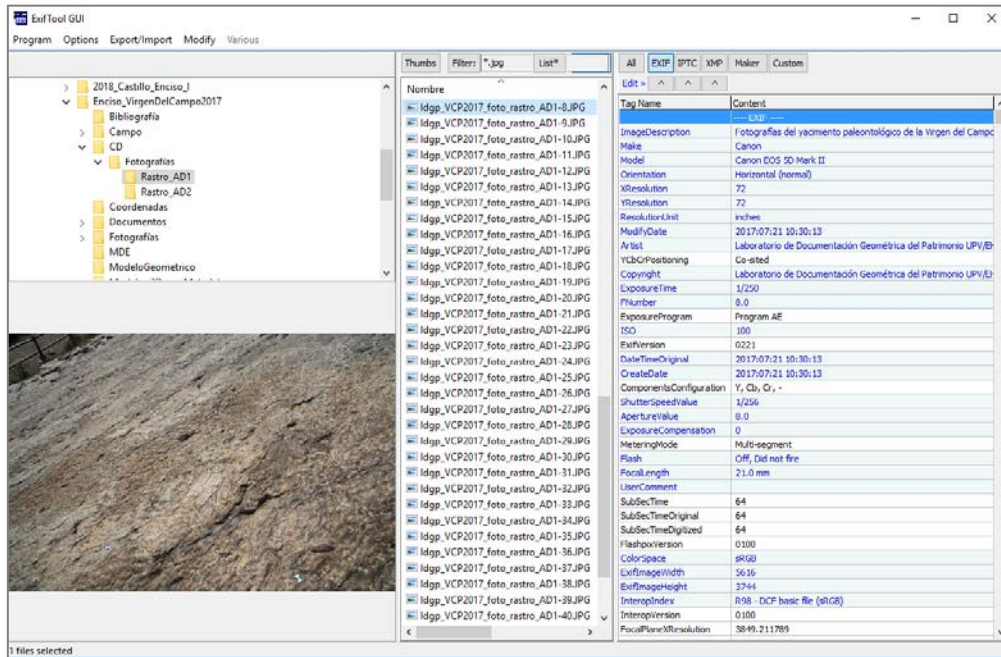 ExifTool GUI
Program Options Export/Import Modify Various
2018_Castillo_Enciso_I
Enciso_VirgenDelCampo2017
Bibliografía
Campo
CD
Fotografías
Rastro_AD1
Rastro_AD2
Coordenadas
Documentos
Fotografías
MDE
ModeloGeometrico
Thumbs Filter: *.jpg List*
Nombre
ldgp_VCP2017_foto_rastro_AD1-8.JPG
ldgp_VCP2017_foto_rastro_AD1-9.JPG
ldgp_VCP2017_foto_rastro_AD1-10.JPG
ldgp_VCP2017_foto_rastro_AD1-11.JPG
ldgp_VCP2017_foto_rastro_AD1-12.JPG
ldgp_VCP2017_foto_rastro_AD1-13.JPG
ldgp_VCP2017_foto_rastro_AD1-14.JPG
ldgp_VCP2017_foto_rastro_AD1-15.JPG
ldgp_VCP2017_foto_rastro_AD1-16.JPG
ldgp_VCP2017_foto_rastro_AD1-17.JPG
ldgp_VCP2017_foto_rastro_AD1-18.JPG
ldgp_VCP2017_foto_rastro_AD1-19.JPG
ldgp_VCP2017_foto_rastro_AD1-20.JPG
ldgp_VCP2017_foto_rastro_AD1-21.JPG
ldgp_VCP2017_foto_rastro_AD1-22.JPG
ldgp_VCP2017_foto_rastro_AD1-23.JPG
ldgp_VCP2017_foto_rastro_AD1-24.JPG
ldgp_VCP2017_foto_rastro_AD1-25.JPG
ldgp_VCP2017_foto_rastro_AD1-26.JPG
ldgp_VCP2017_foto_rastro_AD1-27.JPG
ldgp_VCP2017_foto_rastro_AD1-28.JPG
ldgp_VCP2017_foto_rastro_AD1-29.JPG
ldgp_VCP2017_foto_rastro_AD1-30.JPG
ldgp_VCP2017_foto_rastro_AD1-31.JPG
ldgp_VCP2017_foto_rastro_AD1-32.JPG
ldgp_VCP2017_foto_rastro_AD1-33.JPG
ldgp_VCP2017_foto_rastro_AD1-34.JPG
ldgp_VCP2017_foto_rastro_AD1-35.JPG
ldgp_VCP2017_foto_rastro_AD1-36.JPG
ldgp_VCP2017_foto_rastro_AD1-37.JPG
ldgp_VCP2017_foto_rastro_AD1-38.JPG
ldgp_VCP2017_foto_rastro_AD1-39.JPG
ldgp_VCP2017_foto_rastro_AD1-40.JPG
All EXIF IPTC XMP Maker Custom
Edit »
Tag Name Content
---- EXIF ----
ImageDescription Fotografías del yacimiento paleontológico de la Virgen del Campo
Make Canon
Model Canon EOS 5D Mark II
Orientation Horizontal (normal)
XResolution 72
YResolution 72
ResolutionUnit inches
ModifyDate 2017:07:21 10:30:13
Artist Laboratorio de Documentación Geométrica del Patrimonio UPV/EH
YCbCrPositioning Co-sited
Copyright Laboratorio de Documentación Geométrica del Patrimonio UPV/EH
ExposureTime 1/250
FNumber 8.0
ExposureProgram Program AE
ISO 100
ExifVersion 0221
DateTimeOriginal 2017:07:21 10:30:13
CreateDate 2017:07:21 10:30:13
ComponentsConfiguration Y, Cb, Cr, -
ShutterSpeedValue 1/256
ApertureValue 8.0
ExposureCompensation 0
MeteringMode Multi-segment
Flash Off, Did not fire
FocalLength 21.0 mm
UserComment
SubSecTime 64
SubSecTimeOriginal 64
SubSecTimeDigitized 64
FlashpixVersion 0100
ColorSpace sRGB
ExifImageWidth 5616
ExifImageHeight 3744
InteropIndex R98 - DCF basic file (sRGB)
InteropVersion 0100
FocalPlaneXResolution 3849.211789
1 files selected